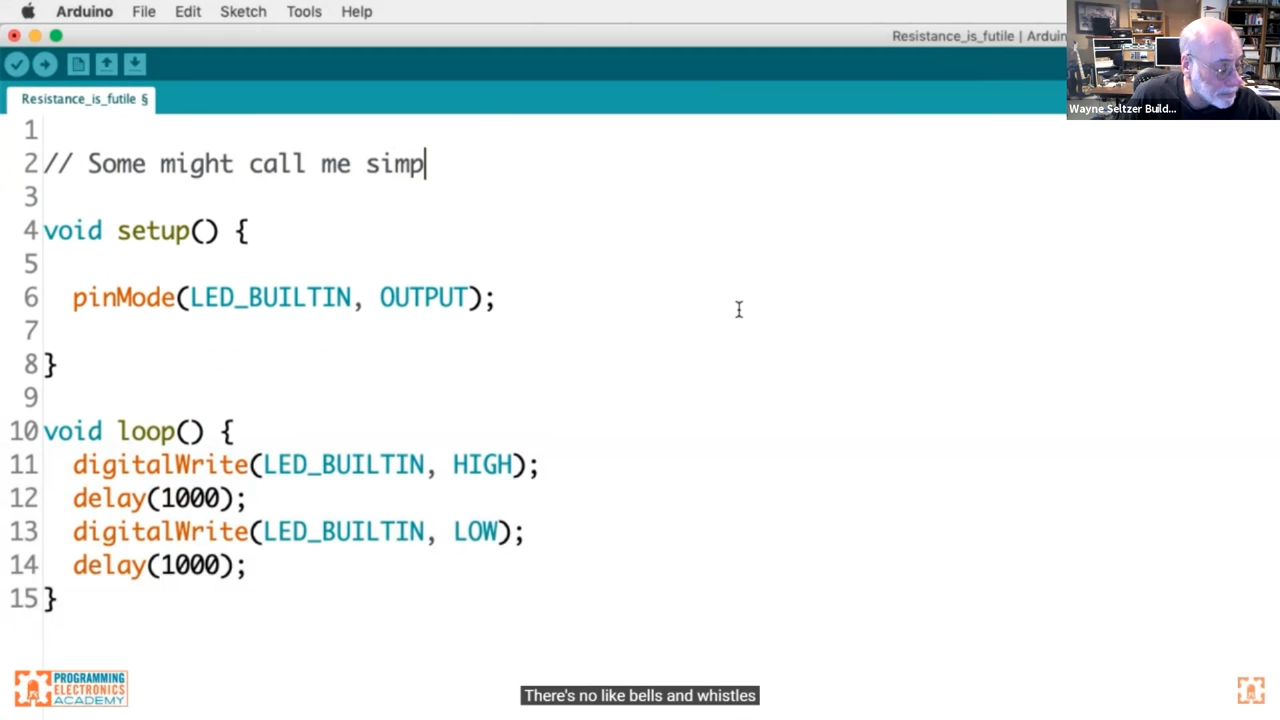 Arduino File Edit Sketch Tools Help
Resistance_is_futile | Arduin
Wayne Seltzer Build...
Resistance_is_futile §
1
2 // Some might call me simp
3
4 void setup() {
5
6 pinMode(LED_BUILTIN, OUTPUT);
7
8 }
9
10 void loop() {
11 digitalWrite(LED_BUILTIN, HIGH);
12 delay(1000);
13 digitalWrite(LED_BUILTIN, LOW);
14 delay(1000);
15 }
PROGRAMMING
ELECTRONICS
ACADEMY
There's no like bells and whistles